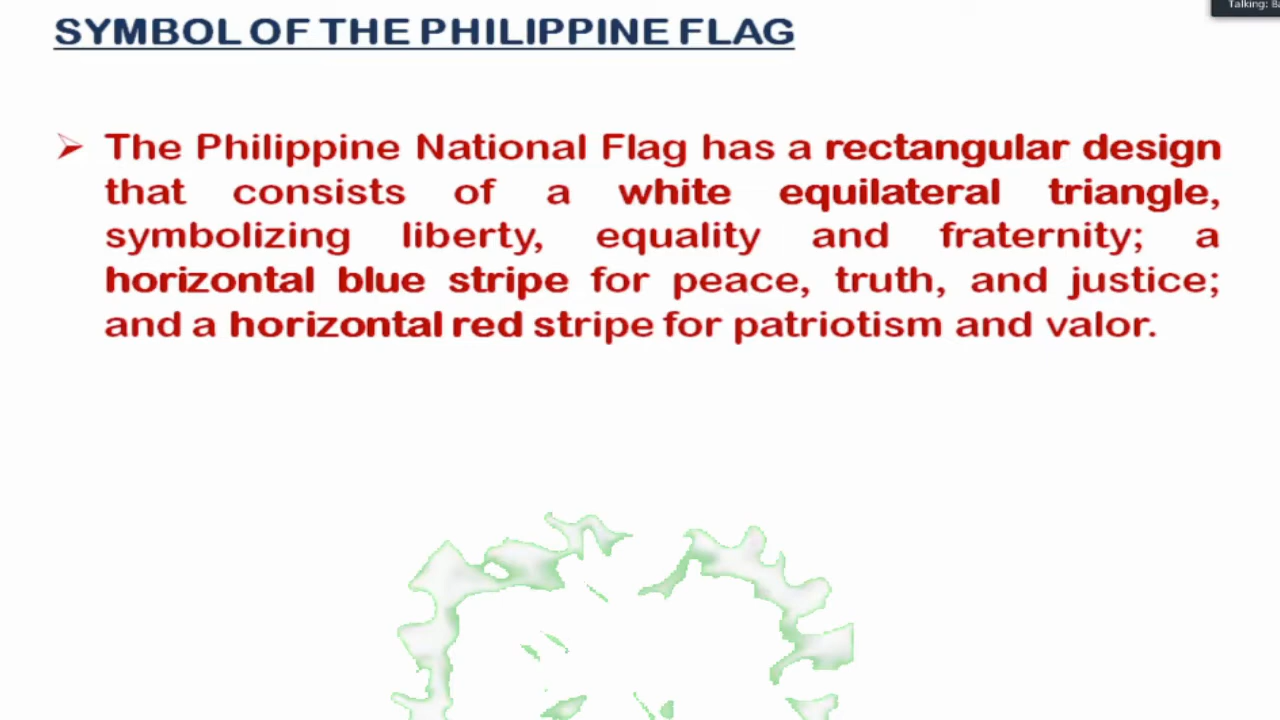 Talking: Ba
SYMBOL OF THE PHILIPPINE FLAG
The Philippine National Flag has a rectangular design
that consists of a white equilateral triangle,
symbolizing liberty, equality and fraternity; a
horizontal blue stripe for peace, truth, and justice;
and a horizontal red stripe for patriotism and valor.